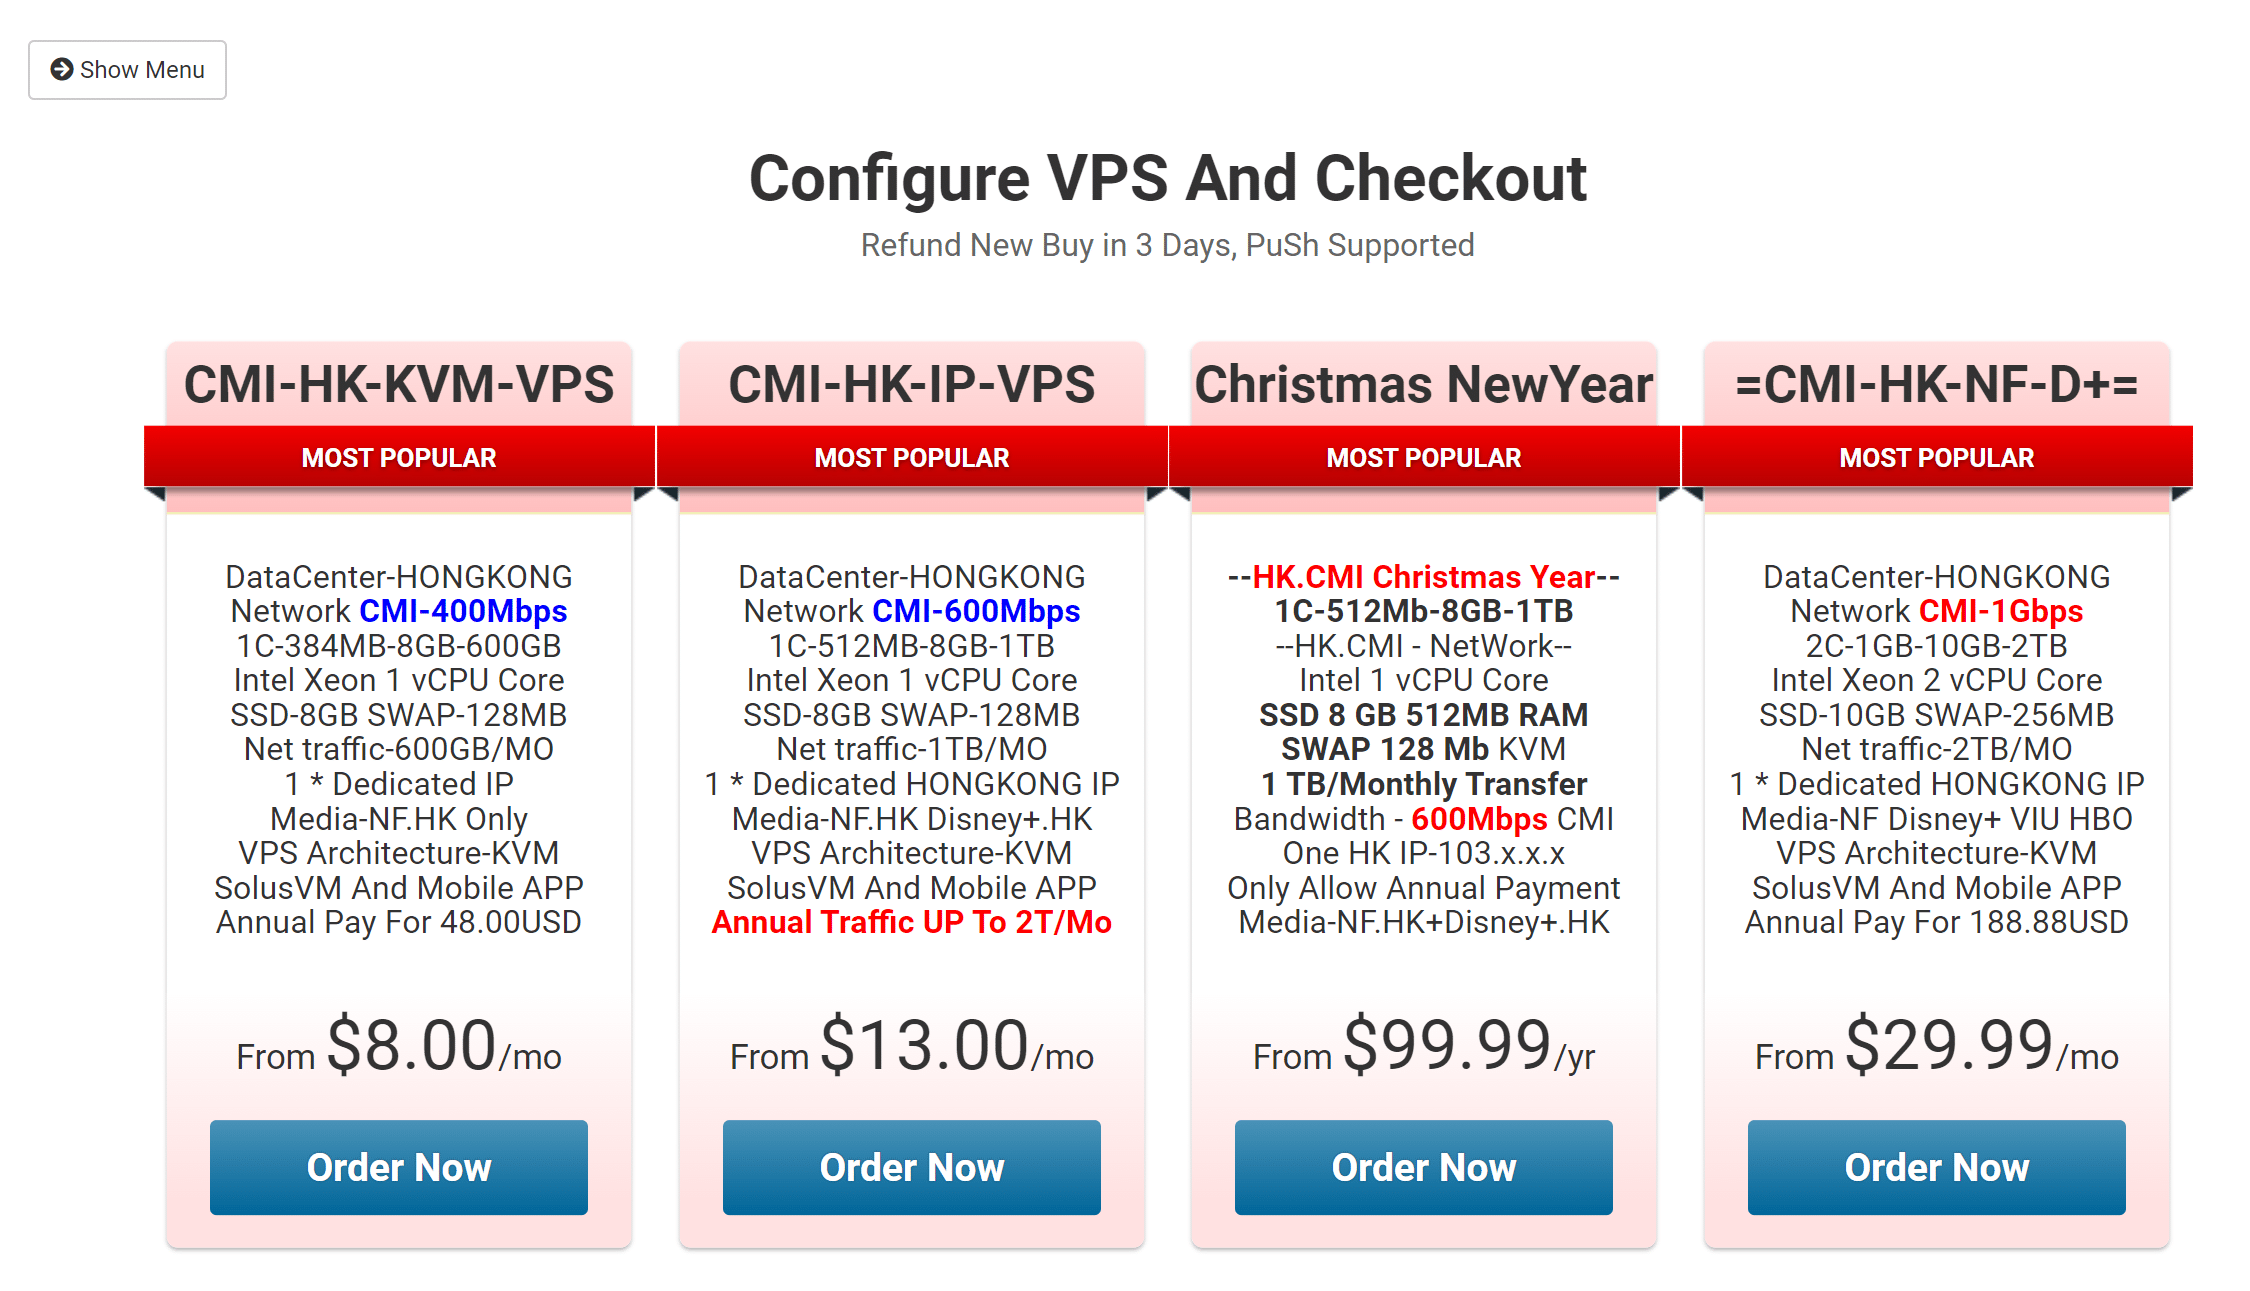 Show Menu
Configure VPS And Checkout
Refund New Buy in 3 Days, PuSh Supported
CMI-HK-KVM-VPS
MOST POPULAR
DataCenter-HONGKONG
Network CMI-400Mbps
1C-384MB-8GB-600GB
Intel Xeon 1 vCPU Core
SSD-8GB SWAP-128MB
Net traffic-600GB/MO
1 * Dedicated IP
Media-NF.HK Only
VPS Architecture-KVM
SolusVM And Mobile APP
Annual Pay For 48.00USD
From $8.00/mo
Order Now
CMI-HK-IP-VPS
MOST POPULAR
DataCenter-HONGKONG
Network CMI-600Mbps
1C-512MB-8GB-1TB
Intel Xeon 1 vCPU Core
SSD-8GB SWAP-128MB
Net traffic-1TB/MO
1 * Dedicated HONGKONG IP
Media-NF.HK Disney+.HK
VPS Architecture-KVM
SolusVM And Mobile APP
Annual Traffic UP To 2T/Mo
From $13.00/mo
Order Now
Christmas NewYear
MOST POPULAR
--HK.CMI Christmas Year--
1C-512Mb-8GB-1TB
--HK.CMI - NetWork--
Intel 1 vCPU Core
SSD 8 GB 512MB RAM
SWAP 128 Mb KVM
1 TB/Monthly Transfer
Bandwidth - 600Mbps CMI
One HK IP-103.x.x.x
Only Allow Annual Payment
Media-NF.HK+Disney+.HK
From $99.99/yr
Order Now
=CMI-HK-NF-D+=
MOST POPULAR
DataCenter-HONGKONG
Network CMI-1Gbps
2C-1GB-10GB-2TB
Intel Xeon 2 vCPU Core
SSD-10GB SWAP-256MB
Net traffic-2TB/MO
1 * Dedicated HONGKONG IP
Media-NF Disney+ VIU HBO
VPS Architecture-KVM
SolusVM And Mobile APP
Annual Pay For 188.88USD
From $29.99/mo
Order Now